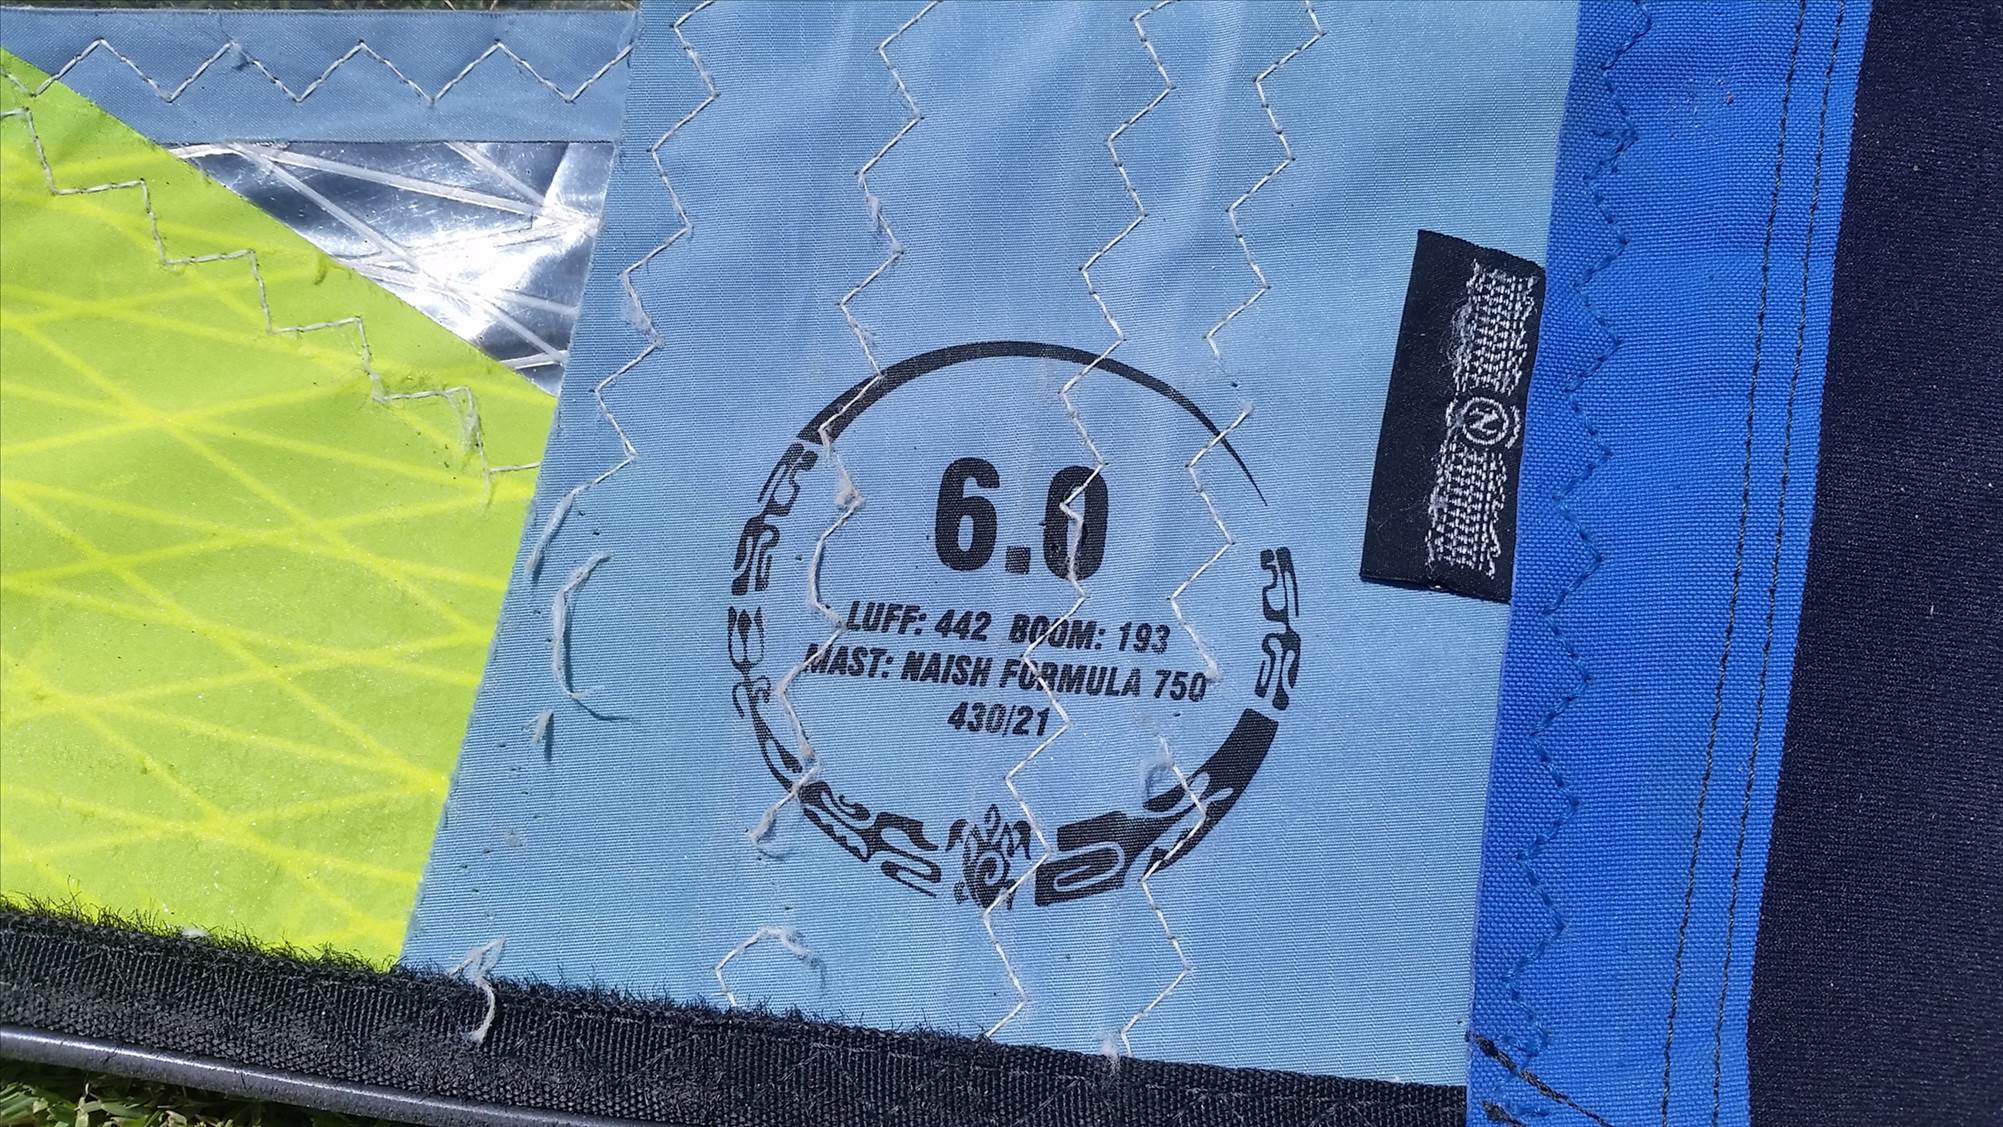 6.0
LUFF: 442 BOOM: 193
MAST: NAISH FORMULA 750
430/21
N